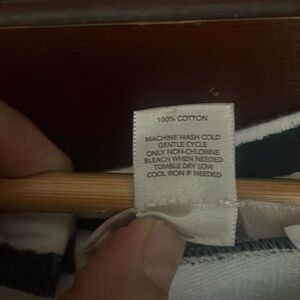 100% COTTON
MACHINE WASH COLD
GENTLE CYCLE
ONLY NON-CHLORINE
BLEACH WHEN NEEDED
TUMBLE DRY LOW
COOL IRON IF NEEDED